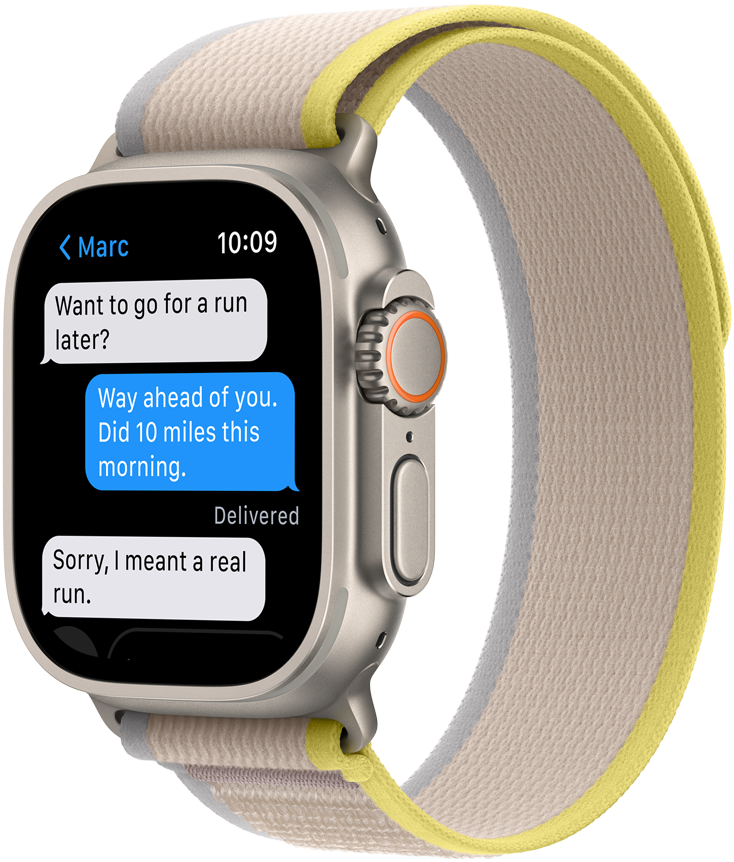 Marc
10:09
Want to go for a run
later?
Way ahead of you.
Did 10 miles this
morning.
Delivered
Sorry, I meant a real
run.